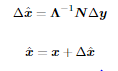 Δx̂ = Λ⁻¹NΔy
x̂ = x + Δx̂
.